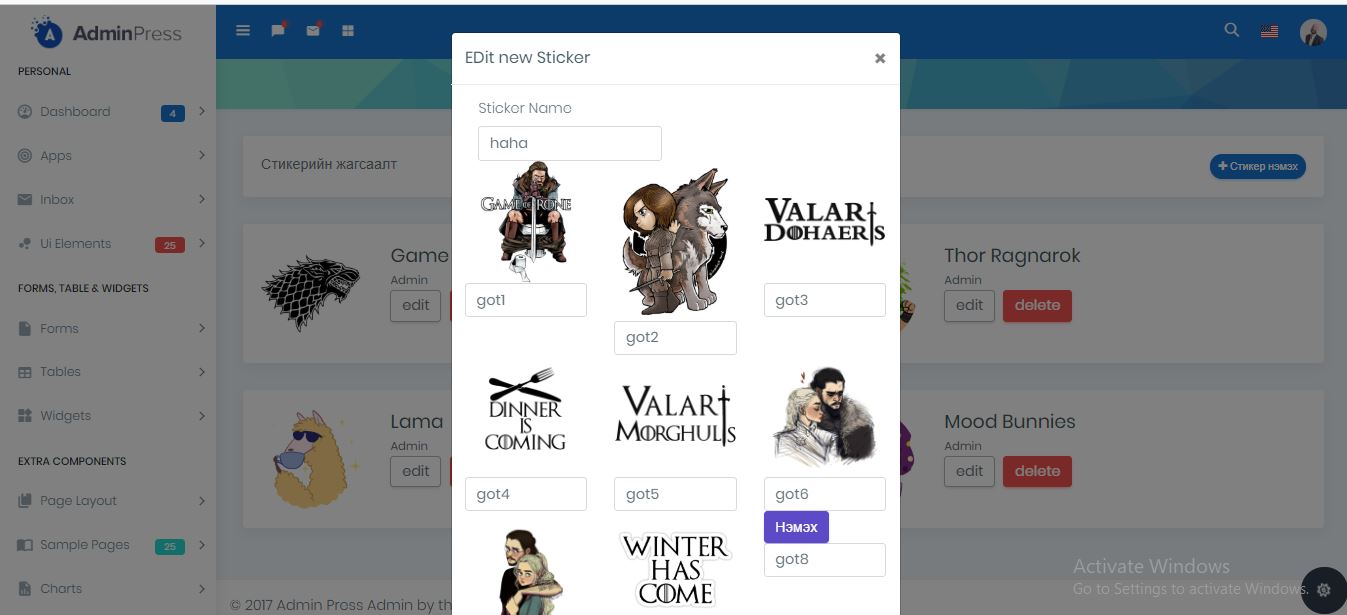 AdminPress
PERSONAL
Dashboard 4
Apps
Inbox
Ui Elements 25
FORMS, TABLE & WIDGETS
Forms
Tables
Widgets
EXTRA COMPONENTS
Page Layout
Sample Pages 25
Charts
Стикерийн жагсаалт
+ Стикер нэмэх
Game
Admin
edit
Thor Ragnarok
Admin
edit delete
Lama
Admin
edit
Mood Bunnies
Admin
edit delete
© 2017 Admin Press Admin by th
EDit new Sticker ×
Sticker Name
haha
GAME OF TRONE
VALAR
DOHAERIS
got1
got2
got3
DINNER
IS
COMING
VALAR
MORGHULIS
got4
got5
got6
Нэмэх
WINTER
HAS
COME
got8
Activate Windows
Go to Settings to activate Windows.